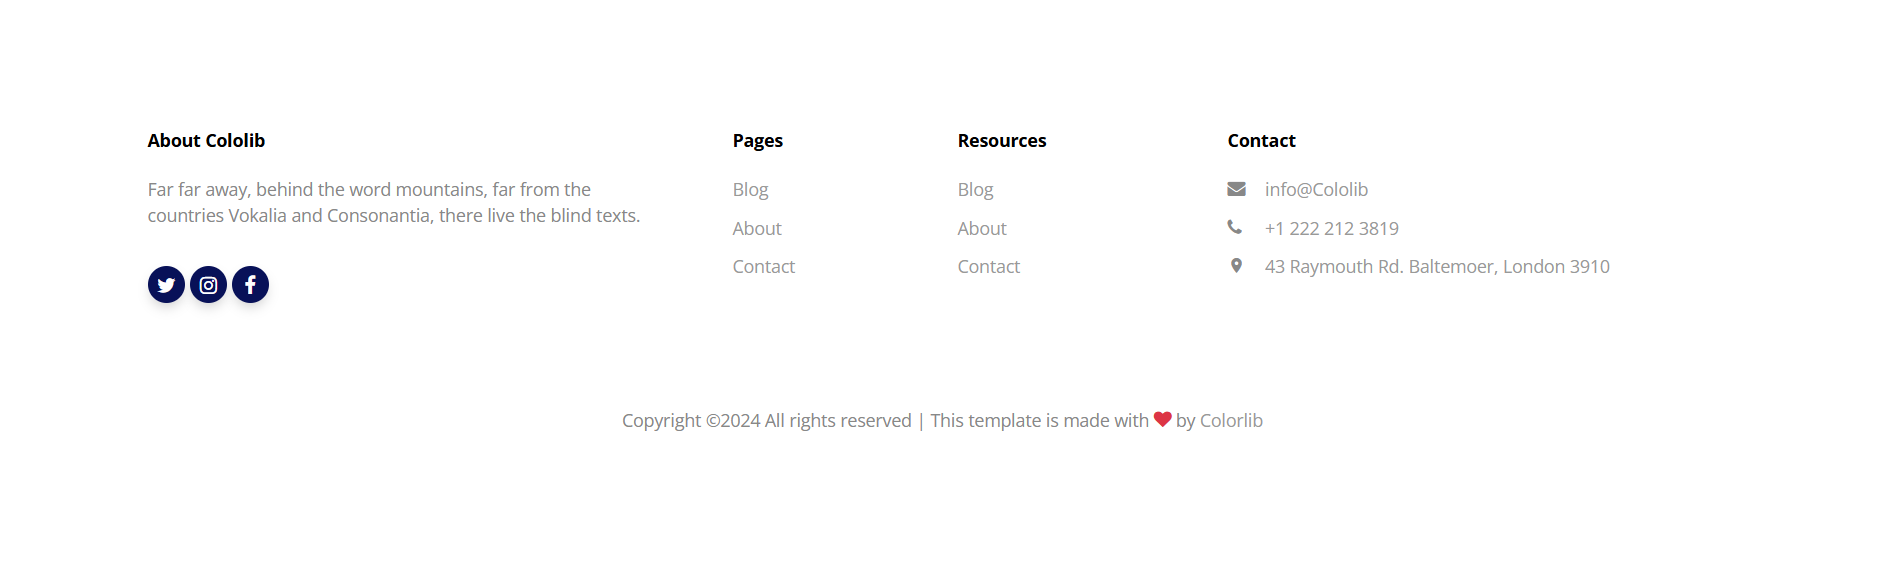 About Cololib
Far far away, behind the word mountains, far from the
countries Vokalia and Consonantia, there live the blind texts.
Pages
Blog
About
Contact
Resources
Blog
About
Contact
Contact
info@Cololib
+1 222 212 3819
43 Raymouth Rd. Baltemoer, London 3910
Copyright ©2024 All rights reserved | This template is made with ❤ by Colorlib